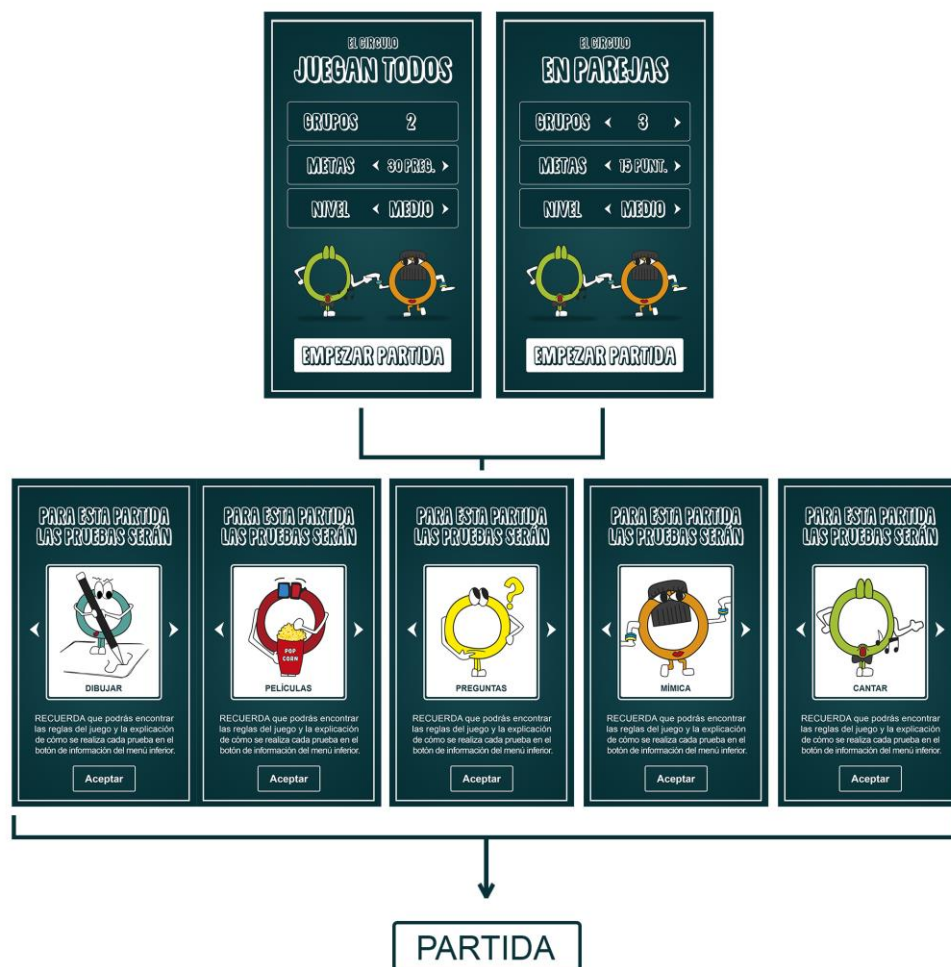 EL CIRCULO
JUEGAN TODOS
GRUPOS 2
METAS 30 PREG.
NIVEL MEDIO
EMPEZAR PARTIDA
EL CIRCULO
EN PAREJAS
GRUPOS 3
METAS 15 PUNT.
NIVEL MEDIO
EMPEZAR PARTIDA
PARA ESTA PARTIDA
LAS PRUEBAS SERÁN
DIBUJAR
RECUERDA que podrás encontrar
las reglas del juego y la explicación
de cómo se realiza cada prueba en el
botón de información del menú inferior.
Aceptar
PARA ESTA PARTIDA
LAS PRUEBAS SERÁN
POP
CORN
PELÍCULAS
RECUERDA que podrás encontrar
las reglas del juego y la explicación
de cómo se realiza cada prueba en el
botón de información del menú inferior.
Aceptar
PARA ESTA PARTIDA
LAS PRUEBAS SERÁN
?
PREGUNTAS
RECUERDA que podrás encontrar
las reglas del juego y la explicación
de cómo se realiza cada prueba en el
botón de información del menú inferior.
Aceptar
PARA ESTA PARTIDA
LAS PRUEBAS SERÁN
MÍMICA
RECUERDA que podrás encontrar
las reglas del juego y la explicación
de cómo se realiza cada prueba en el
botón de información del menú inferior.
Aceptar
PARA ESTA PARTIDA
LAS PRUEBAS SERÁN
CANTAR
RECUERDA que podrás encontrar
las reglas del juego y la explicación
de cómo se realiza cada prueba en el
botón de información del menú inferior.
Aceptar
PARTIDA